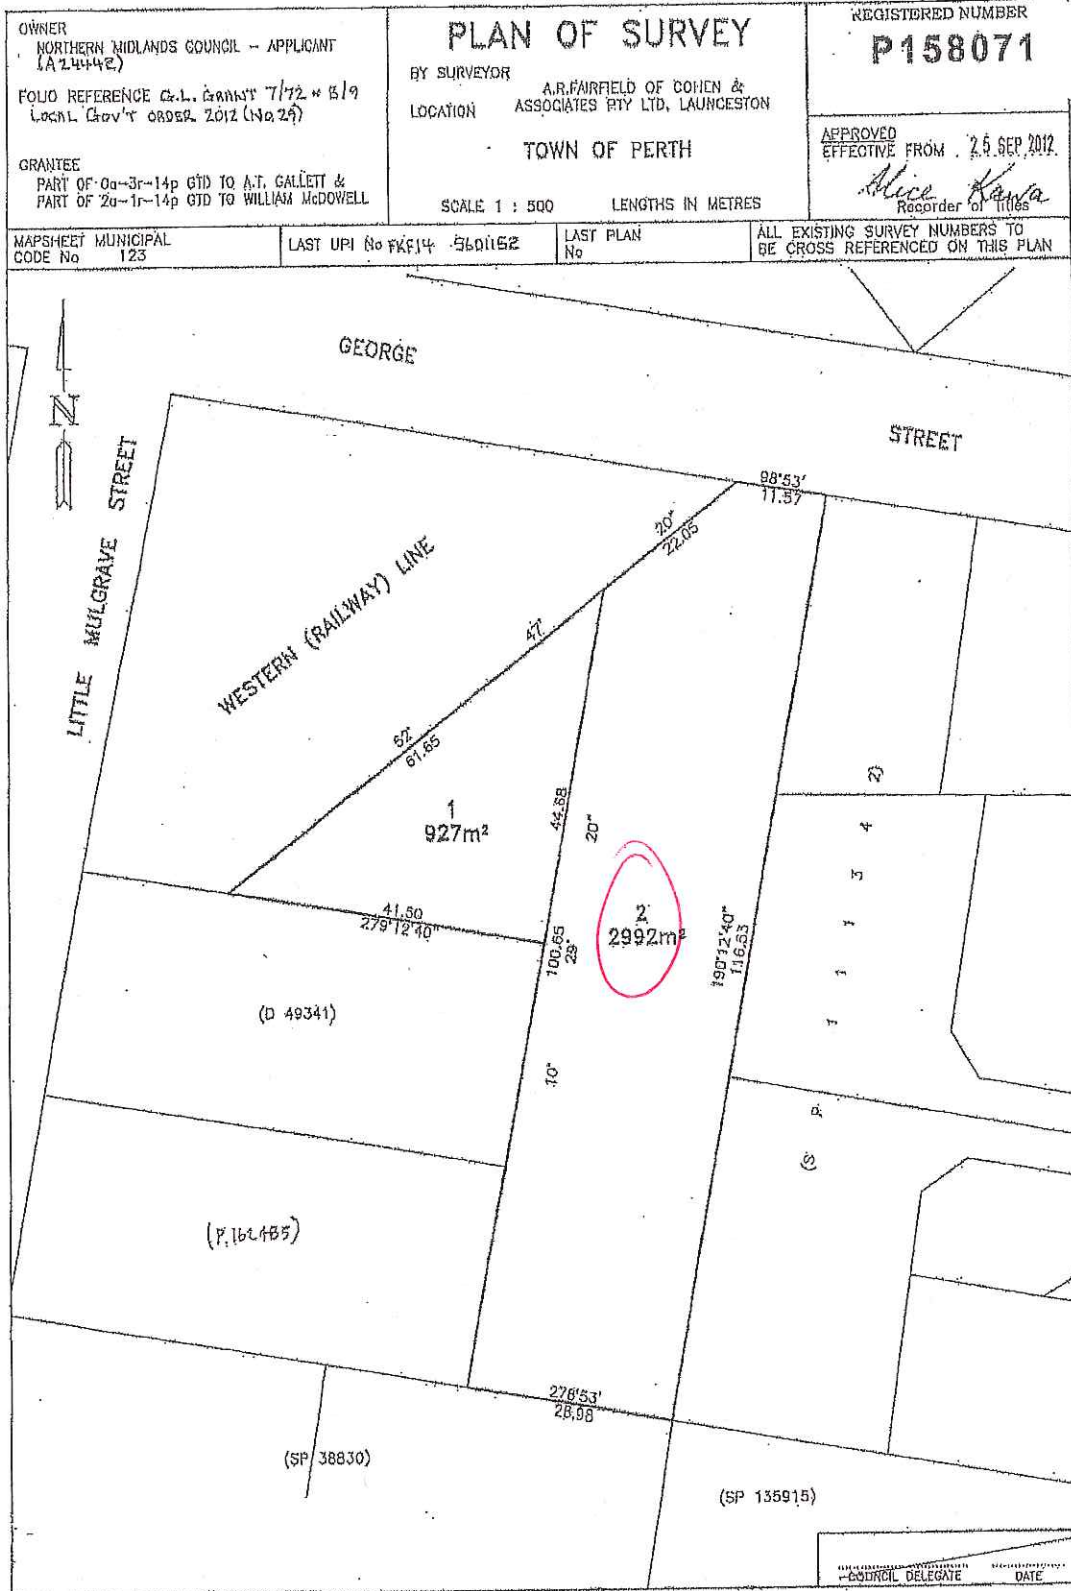 OWNER
NORTHERN MIDLANDS COUNCIL - APPLICANT
(A24442)
FOLIO REFERENCE G.L. GRANT 7/72 & 8/9
LOCAL GOV'T ORDER 2012 (No 29)
GRANTEE
PART OF 0a-3r-14p GTD TO A.T. GALLETT &
PART OF 2a-1r-14p GTD TO WILLIAM McDOWELL
PLAN OF SURVEY
BY SURVEYOR
A.R.FAIRFIELD OF COHEN &
ASSOCIATES PTY LTD, LAUNCESTON
LOCATION
TOWN OF PERTH
SCALE 1 : 500 LENGTHS IN METRES
REGISTERED NUMBER
P158071
APPROVED
EFFECTIVE FROM 25 SEP 2012
Alice Kawa
Recorder of Titles
MAPSHEET MUNICIPAL
CODE No 123
LAST UPI No
LAST PLAN
No
ALL EXISTING SURVEY NUMBERS TO
BE CROSS REFERENCED ON THIS PLAN
GEORGE
STREET
N
LITTLE MULGRAVE STREET
WESTERN (RAILWAY) LINE
98°53'
11.57
20"
22.05
47'
52°
61.65
1
927m²
44.68
20"
41.50
279°12'40"
2
2992m²
100.65
29'
190°12'40"
116.63
10°
(D 49341)
(P.162485)
(SP 111342)
278°53'
28.98
(SP 38830)
(SP 135915)
COUNCIL DELEGATE
DATE